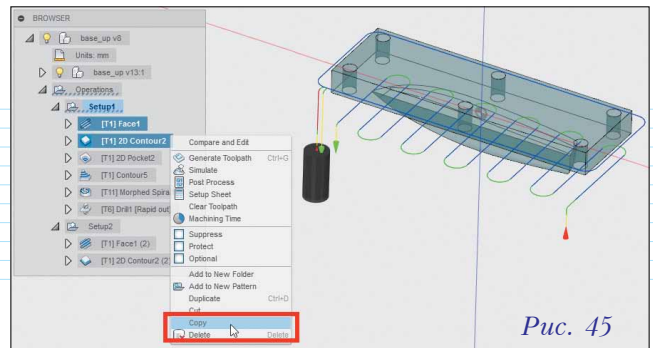 BROWSER
base_up v8
Units: mm
base_up v13:1
Operations
Setup1
[T1] Face1
[T1] 2D Contour2
[T1] 2D Pocket2
[T1] Contour5
[T11] Morphed Spira
[T6] Drill1 [Rapid out
Setup2
[T1] Face1 (2)
[T1] 2D Contour2 (2
Compare and Edit
Generate Toolpath Ctrl+G
Simulate
Post Process
Setup Sheet
Clear Toolpath
Machining Time
Suppress
Protect
Optional
Add to New Folder
Add to New Pattern
Duplicate Ctrl+D
Cut
Copy
Delete Delete
Рис. 45